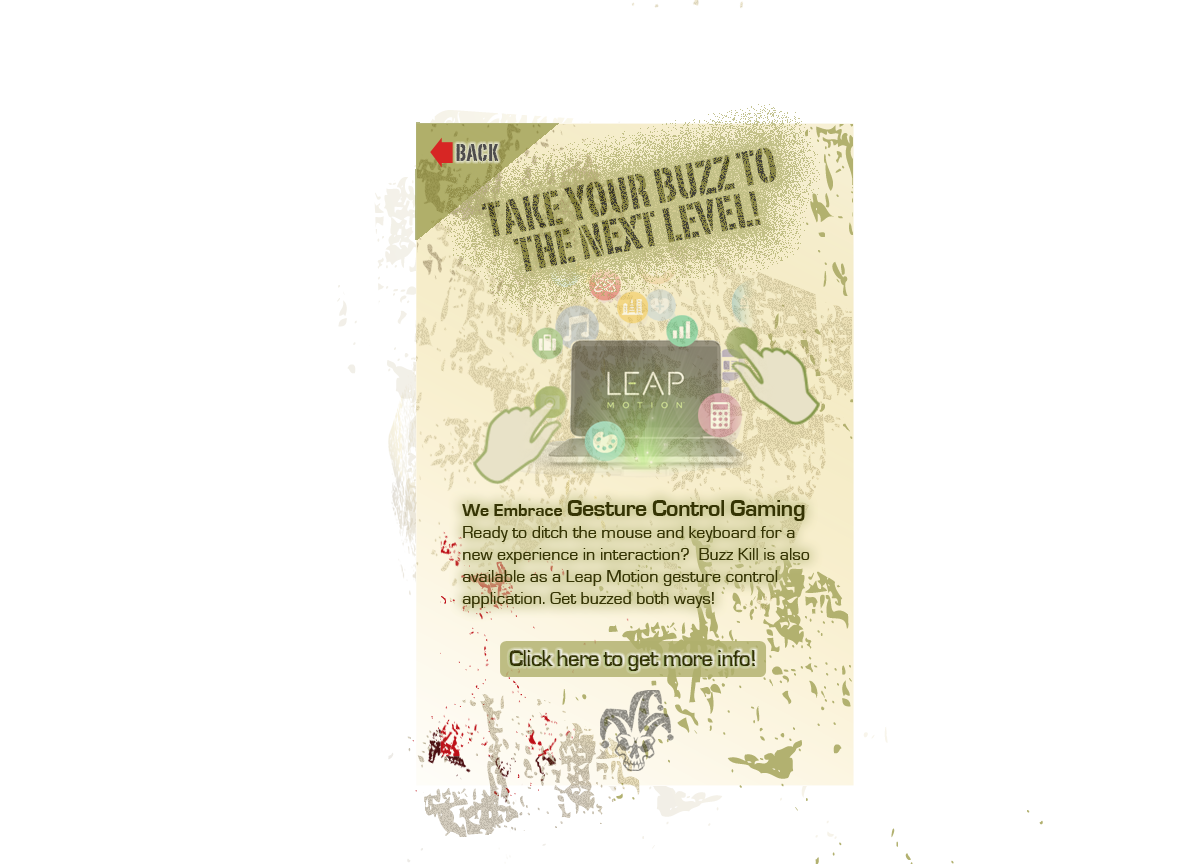 BACK
TAKE YOUR BUZZ TO
THE NEXT LEVEL!
LEAP
MOTION
We Embrace Gesture Control Gaming
Ready to ditch the mouse and keyboard for a
new experience in interaction?  Buzz Kill is also
available as a Leap Motion gesture control
application. Get buzzed both ways!
Click here to get more info!